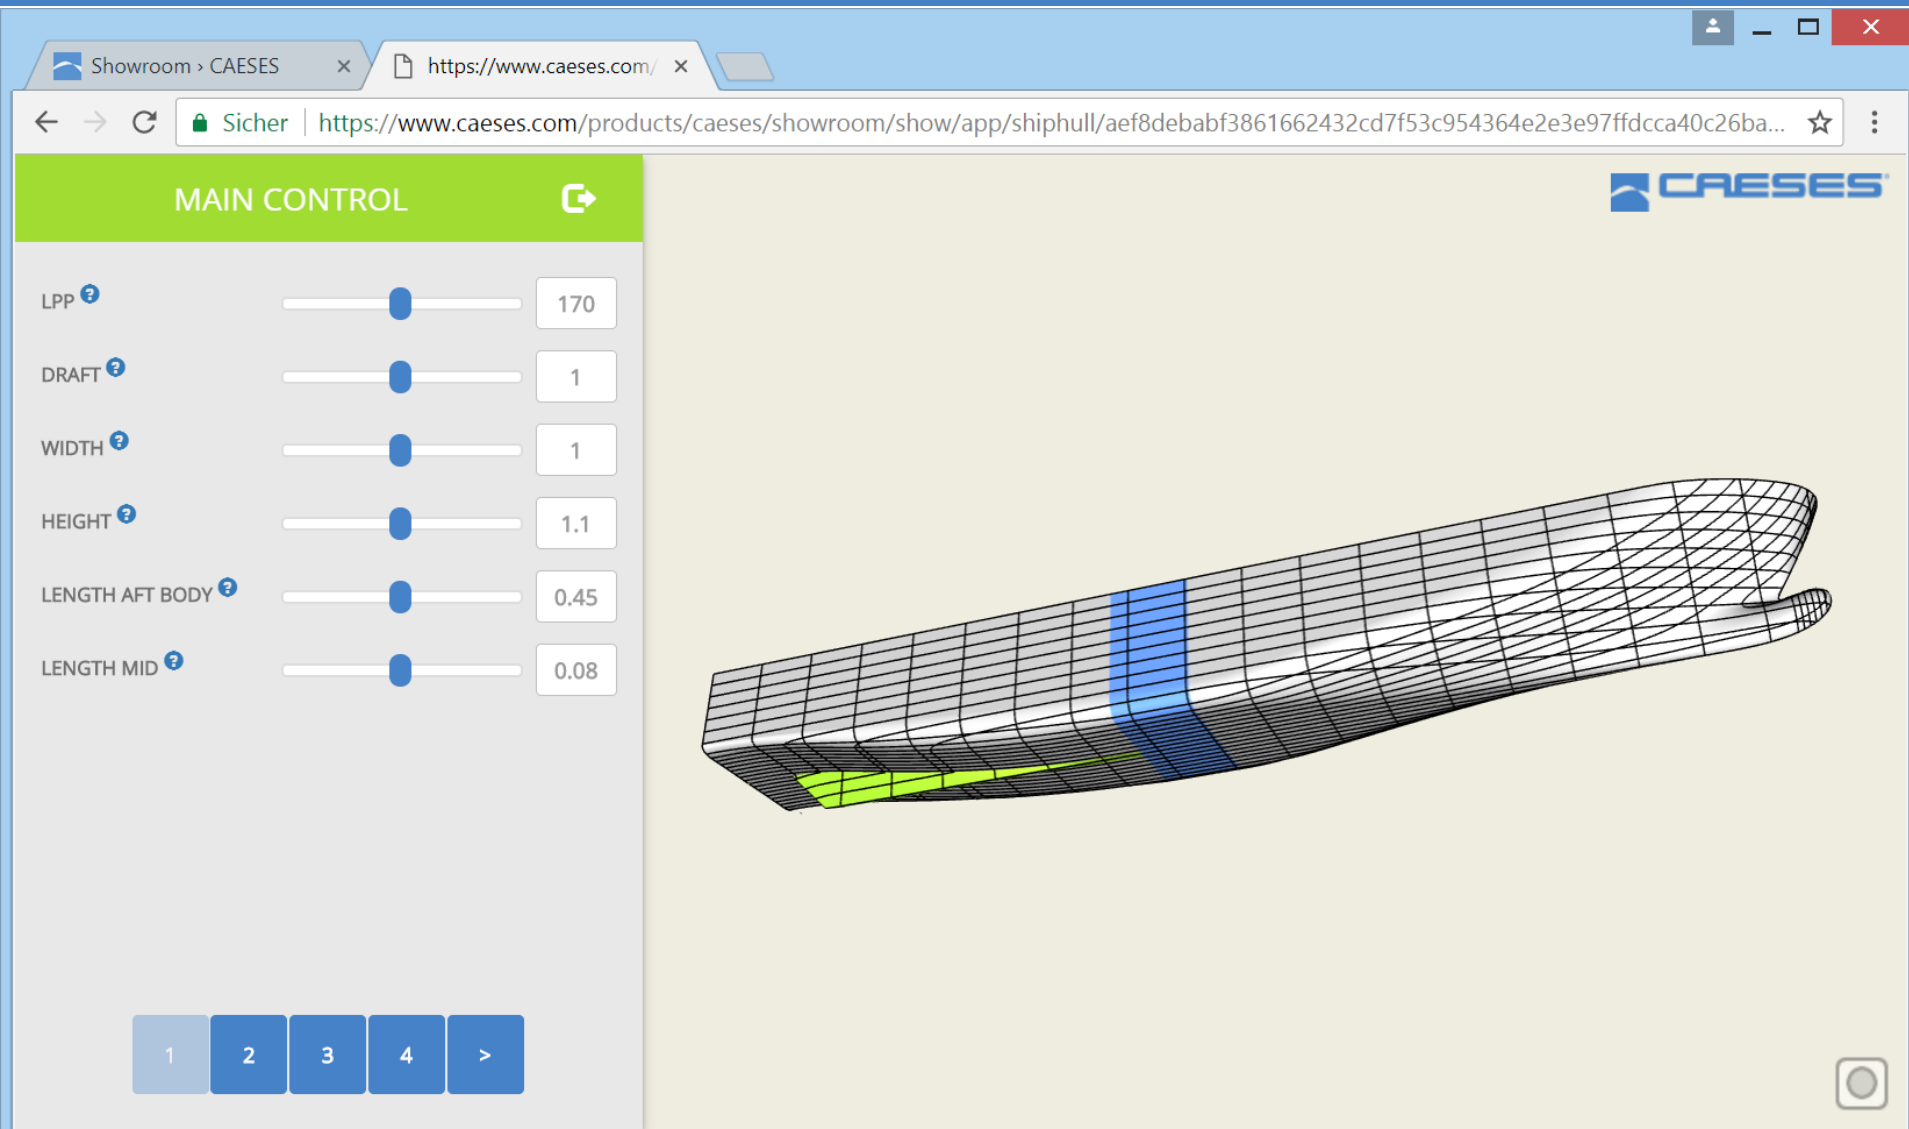 Showroom › CAESES
https://www.caeses.com/
Sicher
https://www.caeses.com/products/caeses/showroom/show/app/shiphull/aef8debabf3861662432cd7f53c954364e2e3e97ffdcca40c26ba...
MAIN CONTROL
CAESES
LPP ? 170
DRAFT ? 1
WIDTH ? 1
HEIGHT ? 1.1
LENGTH AFT BODY ? 0.45
LENGTH MID ? 0.08
1 2 3 4 >